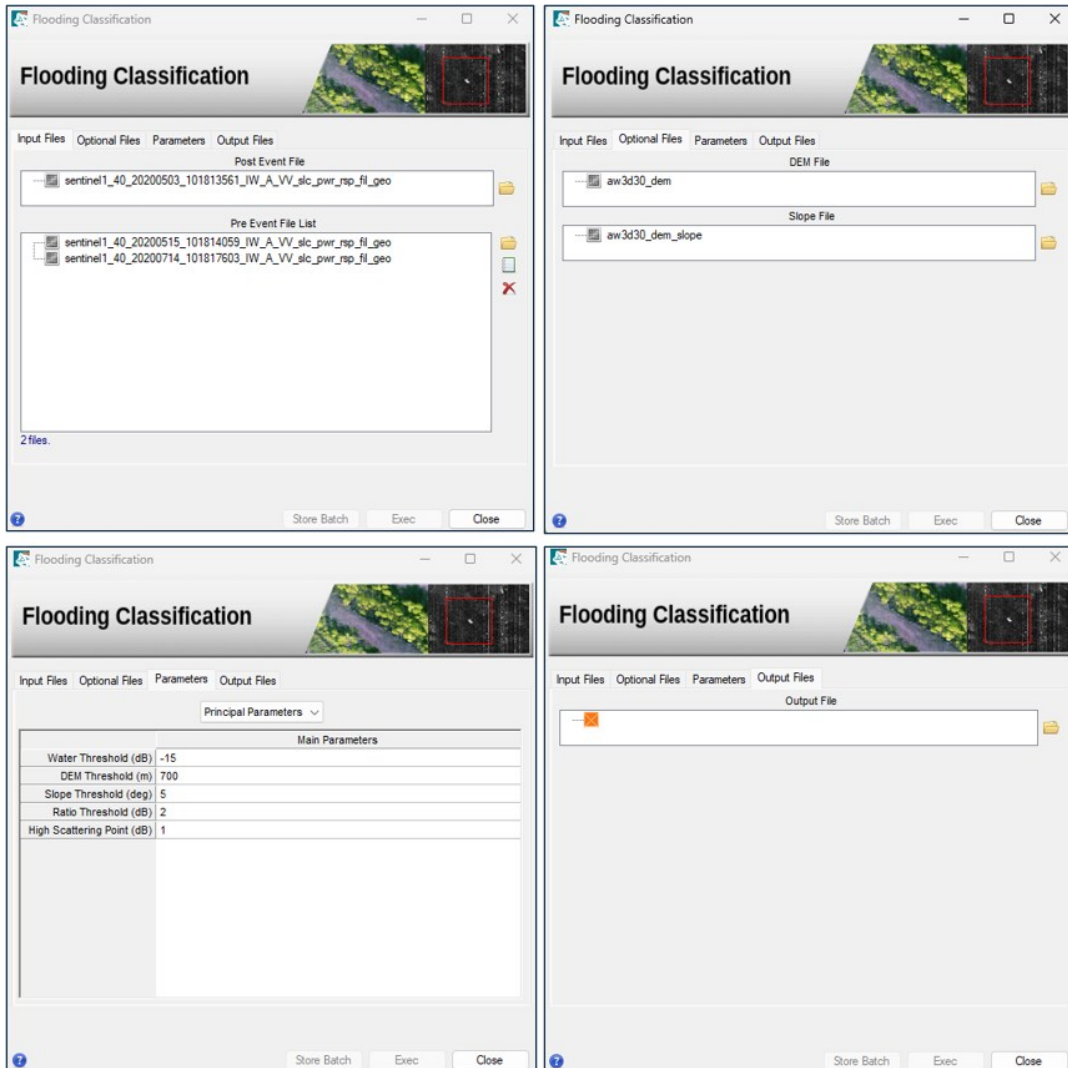 Flooding Classification
Flooding Classification
Input Files Optional Files Parameters Output Files
Post Event File
sentinel1_40_20200503_101813561_IW_A_VV_slc_pwr_rsp_fil_geo
Pre Event File List
sentinel1_40_20200515_101814059_IW_A_VV_slc_pwr_rsp_fil_geo
sentinel1_40_20200714_101817603_IW_A_VV_slc_pwr_rsp_fil_geo
2 files.
Store Batch Exec Close
Flooding Classification
Flooding Classification
Input Files Optional Files Parameters Output Files
DEM File
aw3d30_dem
Slope File
aw3d30_dem_slope
Store Batch Exec Close
Flooding Classification
Flooding Classification
Input Files Optional Files Parameters Output Files
Principal Parameters
Main Parameters
Water Threshold (dB) -15
DEM Threshold (m) 700
Slope Threshold (deg) 5
Ratio Threshold (dB) 2
High Scattering Point (dB) 1
Store Batch Exec Close
Flooding Classification
Flooding Classification
Input Files Optional Files Parameters Output Files
Output File
Store Batch Exec Close